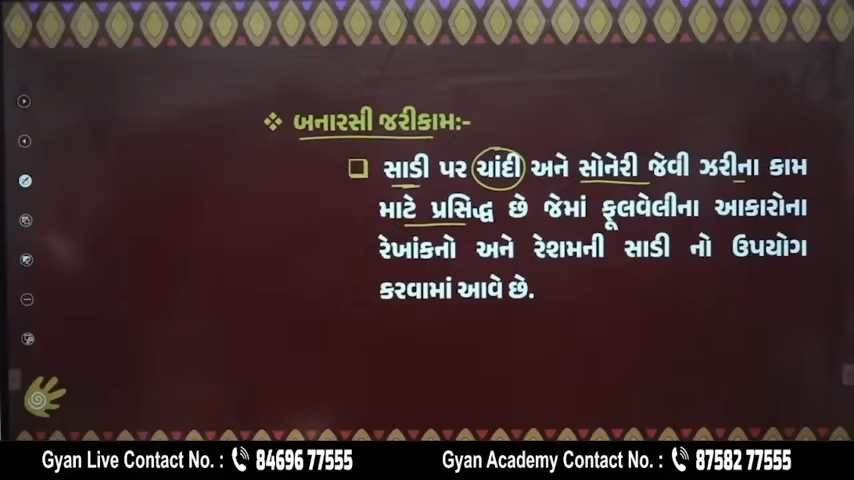 ❖ બનારસી જરીકામ:-
❑ સાડી પર ચાંદી અને સોનેરી જેવી ઝરીના કામ
માટે પ્રસિદ્ધ છે જેમાં ફૂલવેલીના આકારોના
રેખાંકનો અને રેશમની સાડી નો ઉપયોગ
કરવામાં આવે છે.
Gyan Live Contact No. : 84696 77555 Gyan Academy Contact No. : 87582 77555